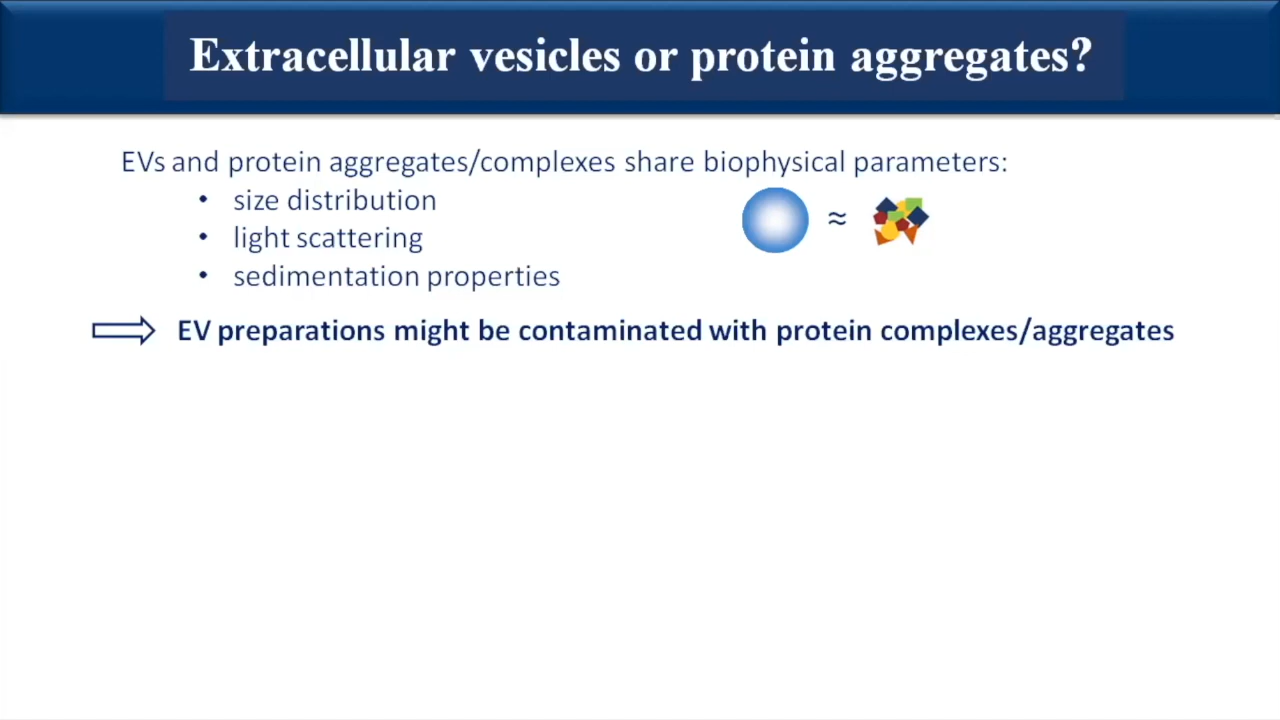 Extracellular vesicles or protein aggregates?
EVs and protein aggregates/complexes share biophysical parameters:
• size distribution
• light scattering
≈
• sedimentation properties
EV preparations might be contaminated with protein complexes/aggregates